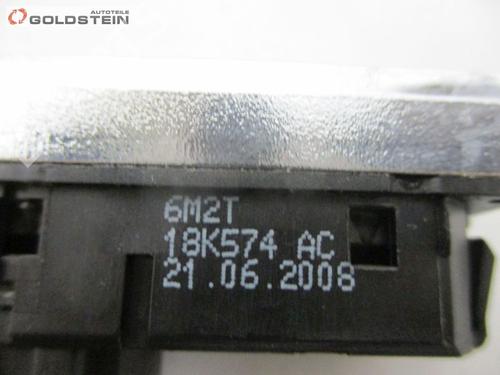 AUTOTEILE
GOLDSTEIN
6M2T
18K574 AC
21.06.2008